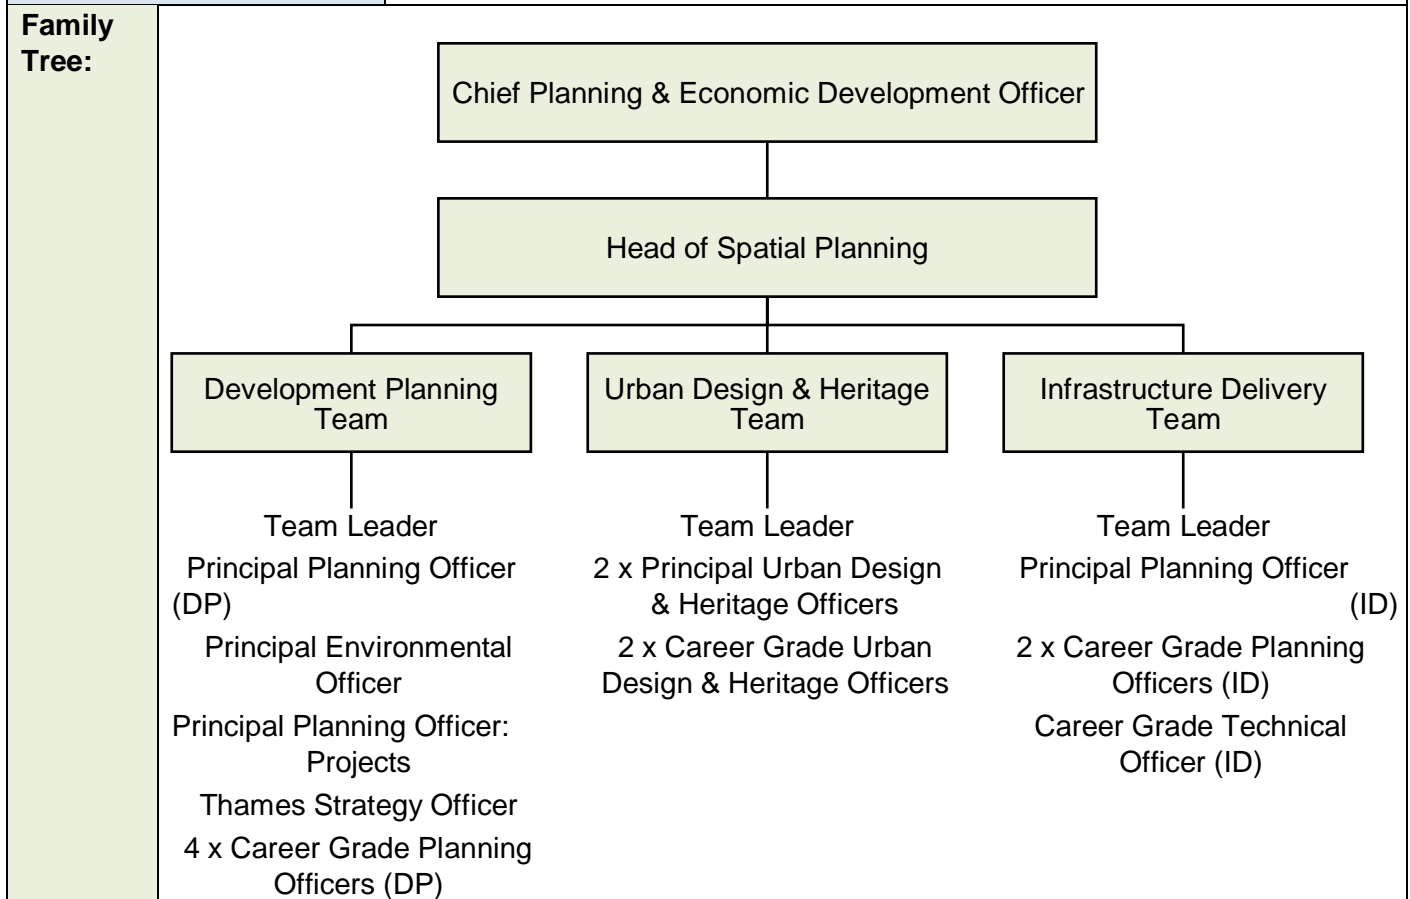 Family
Tree:
Chief Planning & Economic Development Officer
Head of Spatial Planning
Development Planning
Team
Urban Design & Heritage
Team
Infrastructure Delivery
Team
Team Leader
Principal Planning Officer
(DP)
Principal Environmental
Officer
Principal Planning Officer:
Projects
Thames Strategy Officer
4 x Career Grade Planning
Officers (DP)
Team Leader
2 x Principal Urban Design
& Heritage Officers
2 x Career Grade Urban
Design & Heritage Officers
Team Leader
Principal Planning Officer
(ID)
2 x Career Grade Planning
Officers (ID)
Career Grade Technical
Officer (ID)